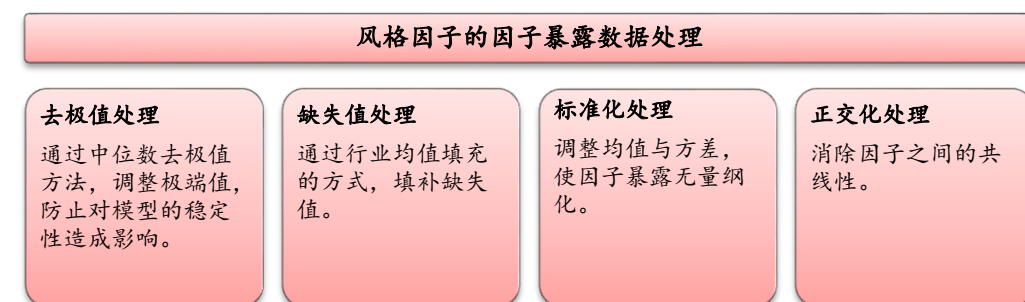 风格因子的因子暴露数据处理
去极值处理
通过中位数去极值
方法，调整极端值，
防止对模型的稳定
性造成影响。
缺失值处理
通过行业均值填充
的方式，填补缺失
值。
标准化处理
调整均值与方差，
使因子暴露无量纲
化。
正交化处理
消除因子之间的共
线性。